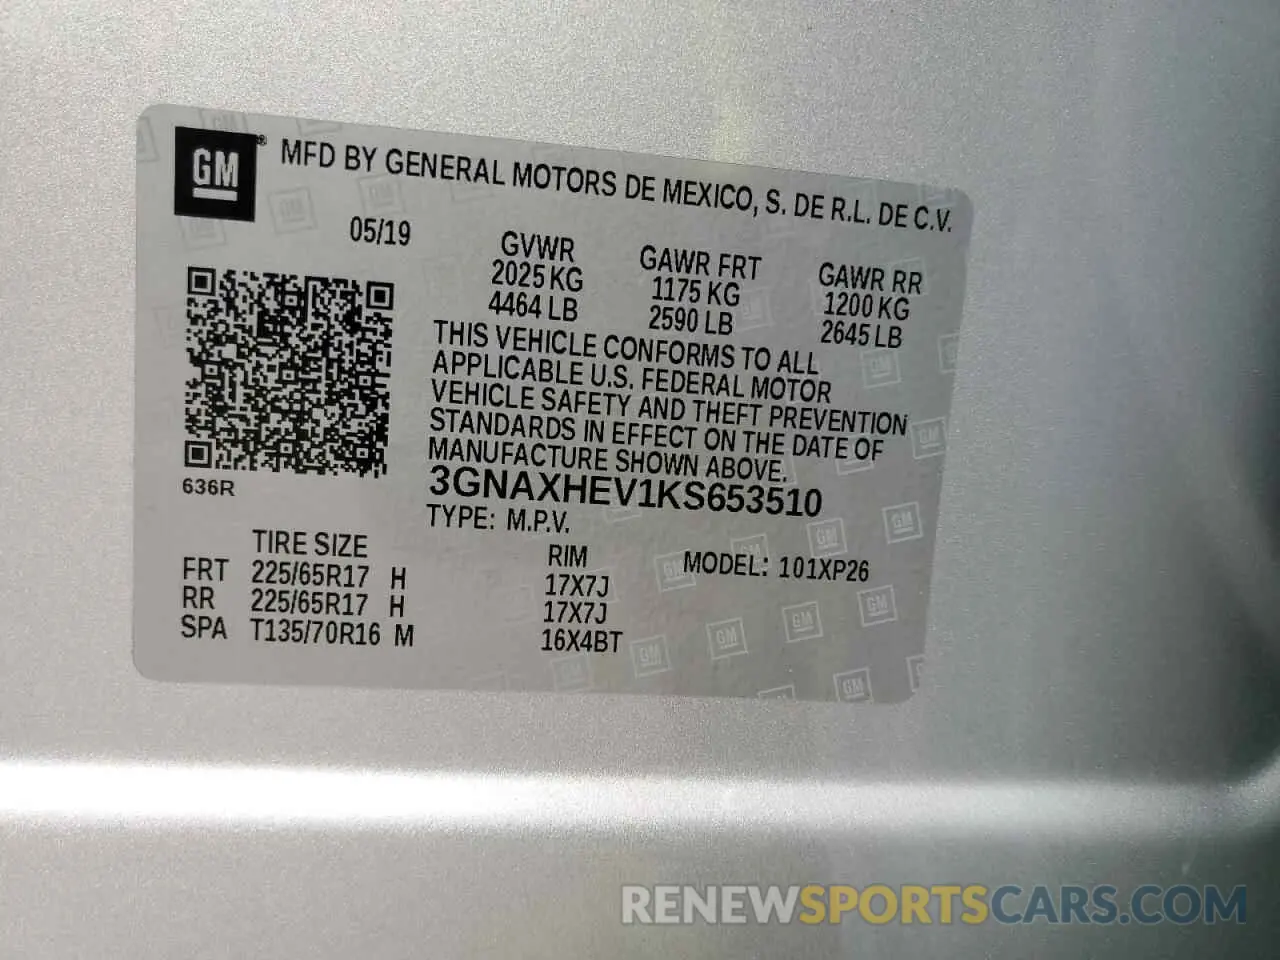 GM® MFD BY GENERAL MOTORS DE MEXICO, S. DE R.L. DE C.V.
05/19
GVWR GAWR FRT GAWR RR
2025 KG 1175 KG 1200 KG
4464 LB 2590 LB 2645 LB
THIS VEHICLE CONFORMS TO ALL
APPLICABLE U.S. FEDERAL MOTOR
VEHICLE SAFETY AND THEFT PREVENTION
STANDARDS IN EFFECT ON THE DATE OF
MANUFACTURE SHOWN ABOVE.
636R
3GNAXHEV1KS653510
TYPE: M.P.V.
TIRE SIZE RIM MODEL: 101XP26
FRT 225/65R17 H 17X7J
RR 225/65R17 H 17X7J
SPA T135/70R16 M 16X4BT
RENEWSPORTSCARS.COM